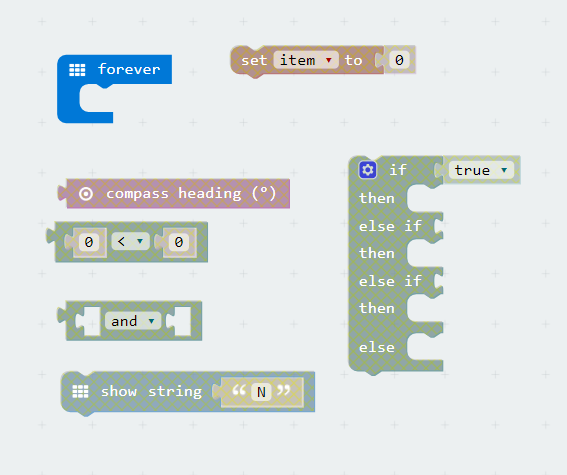 forever
set item to 0
compass heading (°)
0 < 0
and
show string “ N ”
if true
then
else if
then
else if
then
else